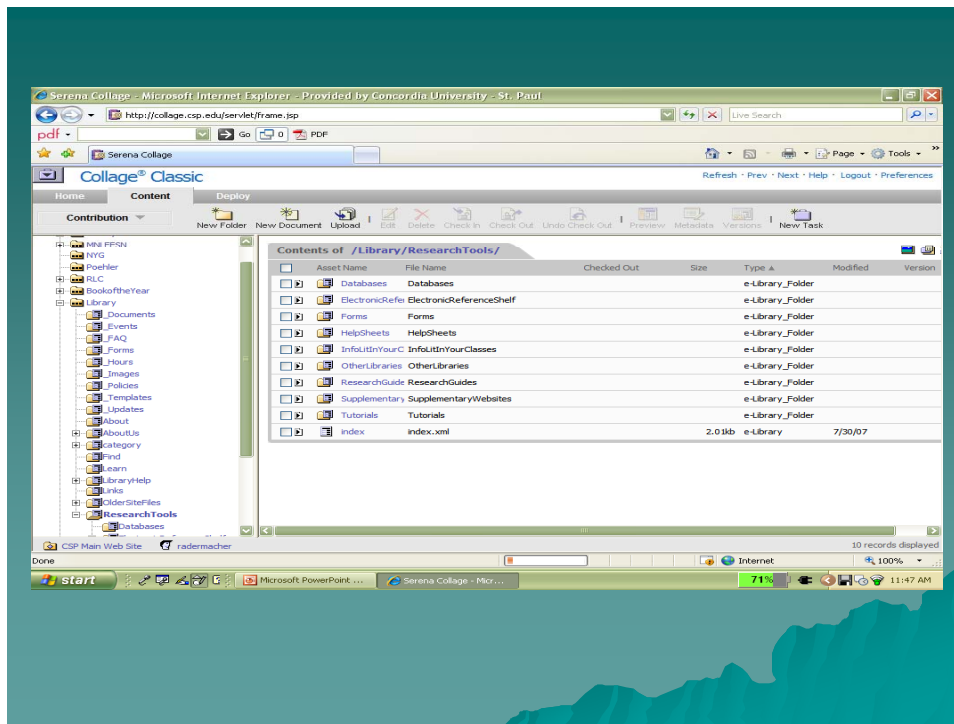 Serena Collage - Microsoft Internet Explorer - Provided by Concordia University - St. Paul
http://collage.csp.edu/servlet/frame.jsp
Live Search
pdf
Go
0
PDF
Serena Collage
Page
Tools
Collage® Classic
Refresh · Prev · Next · Help · Logout · Preferences
Home Content Deploy
Contribution
New Folder New Document Upload Edit Delete Check In Check Out Undo Check Out Preview Metadata Versions New Task
MNI FFSN
NYG
Poehler
RLC
BookoftheYear
Library
_Documents
_Events
_FAQ
_Forms
_Hours
_Images
_Policies
_Templates
_Updates
About
AboutUs
category
Find
Learn
LibraryHelp
Links
OlderSiteFiles
ResearchTools
Databases
Contents of /Library/ResearchTools/
Asset Name File Name Checked Out Size Type Modified Version
Databases Databases e-Library_Folder
ElectronicRefe ElectronicReferenceShelf e-Library_Folder
Forms Forms e-Library_Folder
HelpSheets HelpSheets e-Library_Folder
InfoLitInYourC InfoLitInYourClasses e-Library_Folder
OtherLibraries OtherLibraries e-Library_Folder
ResearchGuide ResearchGuides e-Library_Folder
Supplementary SupplementaryWebsites e-Library_Folder
Tutorials Tutorials e-Library_Folder
index index.xml 2.01kb e-Library 7/30/07
CSP Main Web Site radermacher
10 records displayed
Done
Internet
100%
start
Microsoft PowerPoint ...
Serena Collage - Micr...
71%
11:47 AM